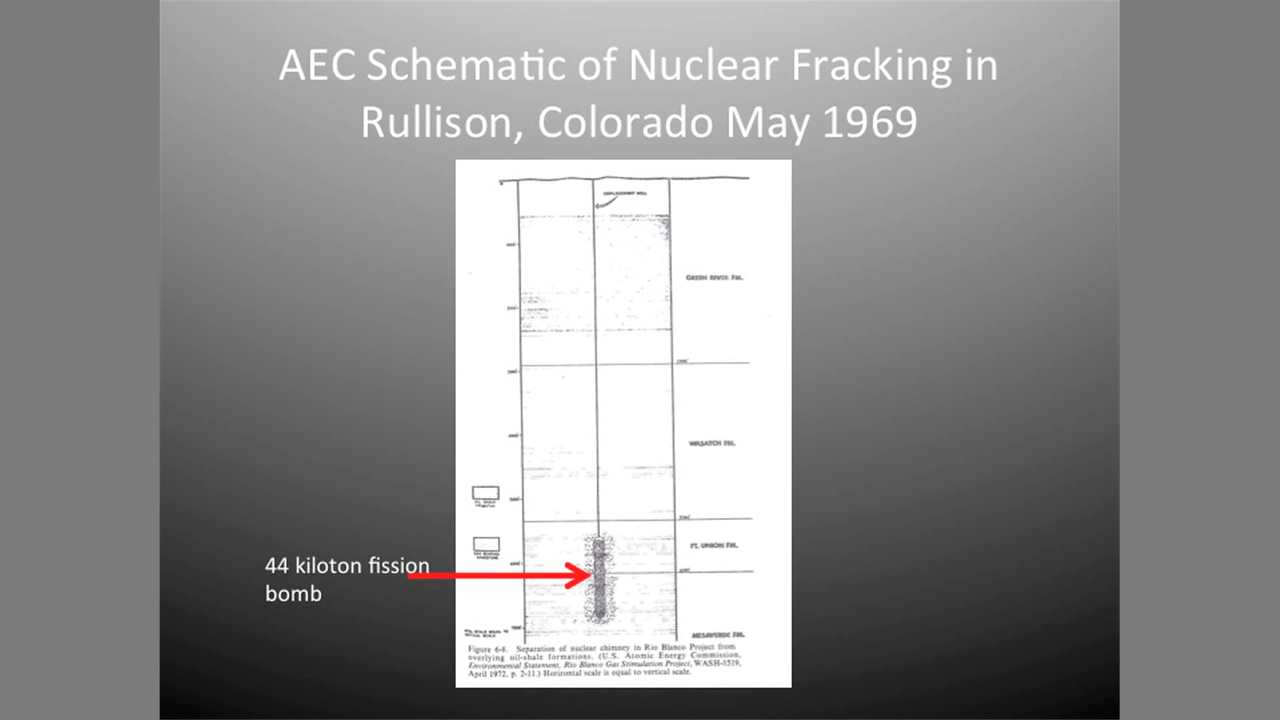 AEC Schematic of Nuclear Fracking in
Rullison, Colorado May 1969
GREEN RIVER FM.
WASATCH FM.
FT. UNION FM.
44 kiloton fission
bomb
MESAVERDE FM.
Figure 6-8. Separation of nuclear chimney in Rio Blanco Project from
overlying oil-shale formations. (U.S. Atomic Energy Commission,
Environmental Statement, Rio Blanco Gas Stimulation Project, WASH-1519,
April 1972, p. 2-11.) Horizontal scale is equal to vertical scale.